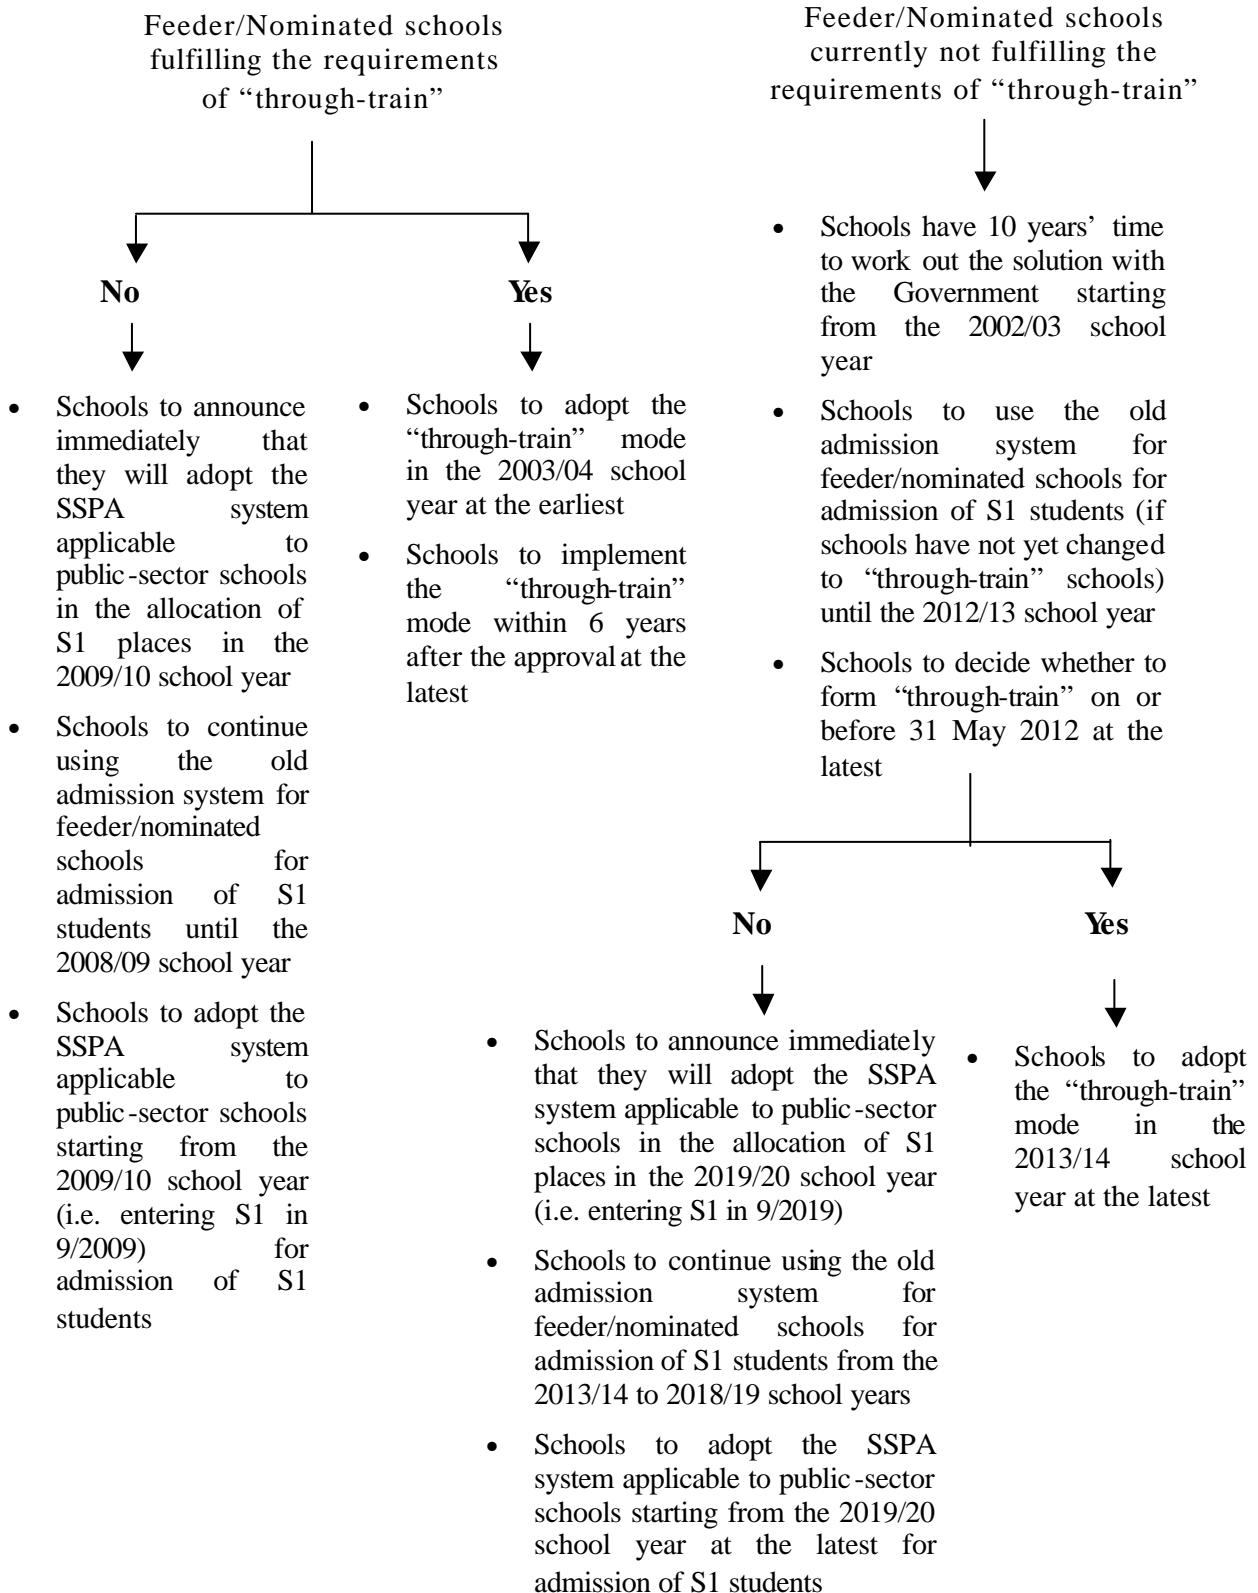 Feeder/Nominated schools
fulfilling the requirements
of “through-train”
No
Yes
• Schools to announce
immediately that
they will adopt the
SSPA system
applicable to
public-sector schools
in the allocation of
S1 places in the
2009/10 school year
• Schools to continue
using the old
admission system for
feeder/nominated
schools for
admission of S1
students until the
2008/09 school year
• Schools to adopt the
SSPA system
applicable to
public-sector schools
starting from the
2009/10 school year
(i.e. entering S1 in
9/2009) for
admission of S1
students
• Schools to adopt the
“through-train” mode
in the 2003/04 school
year at the earliest
• Schools to implement
the “through-train”
mode within 6 years
after the approval at the
latest
Feeder/Nominated schools
currently not fulfilling the
requirements of “through-train”
• Schools have 10 years’ time
to work out the solution with
the Government starting
from the 2002/03 school
year
• Schools to use the old
admission system for
feeder/nominated schools for
admission of S1 students (if
schools have not yet changed
to “through-train” schools)
until the 2012/13 school year
• Schools to decide whether to
form “through-train” on or
before 31 May 2012 at the
latest
No
Yes
• Schools to announce immediately
that they will adopt the SSPA
system applicable to public-sector
schools in the allocation of S1
places in the 2019/20 school year
(i.e. entering S1 in 9/2019)
• Schools to continue using the old
admission system for
feeder/nominated schools for
admission of S1 students from the
2013/14 to 2018/19 school years
• Schools to adopt the SSPA
system applicable to public-sector
schools starting from the 2019/20
school year at the latest for
admission of S1 students
• Schools to adopt
the “through-train”
mode in the
2013/14 school
year at the latest